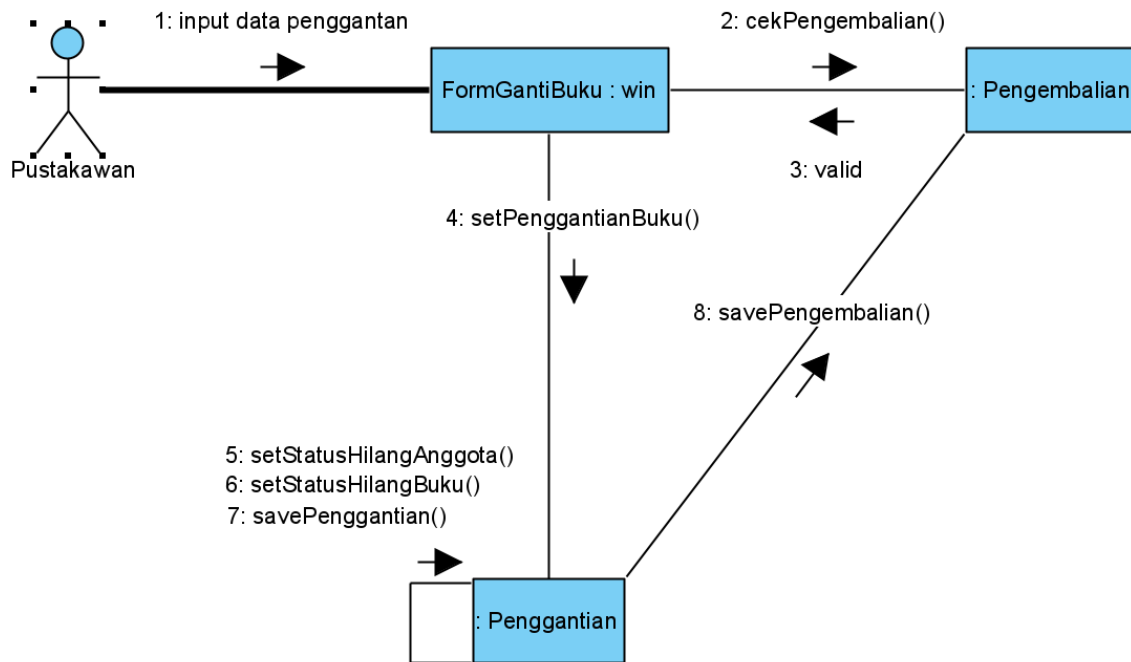 1: input data penggantan
2: cekPengembalian()
FormGantiBuku : win
: Pengembalian
Pustakawan
3: valid
4: setPenggantianBuku()
8: savePengembalian()
5: setStatusHilangAnggota()
6: setStatusHilangBuku()
7: savePenggantian()
: Penggantian